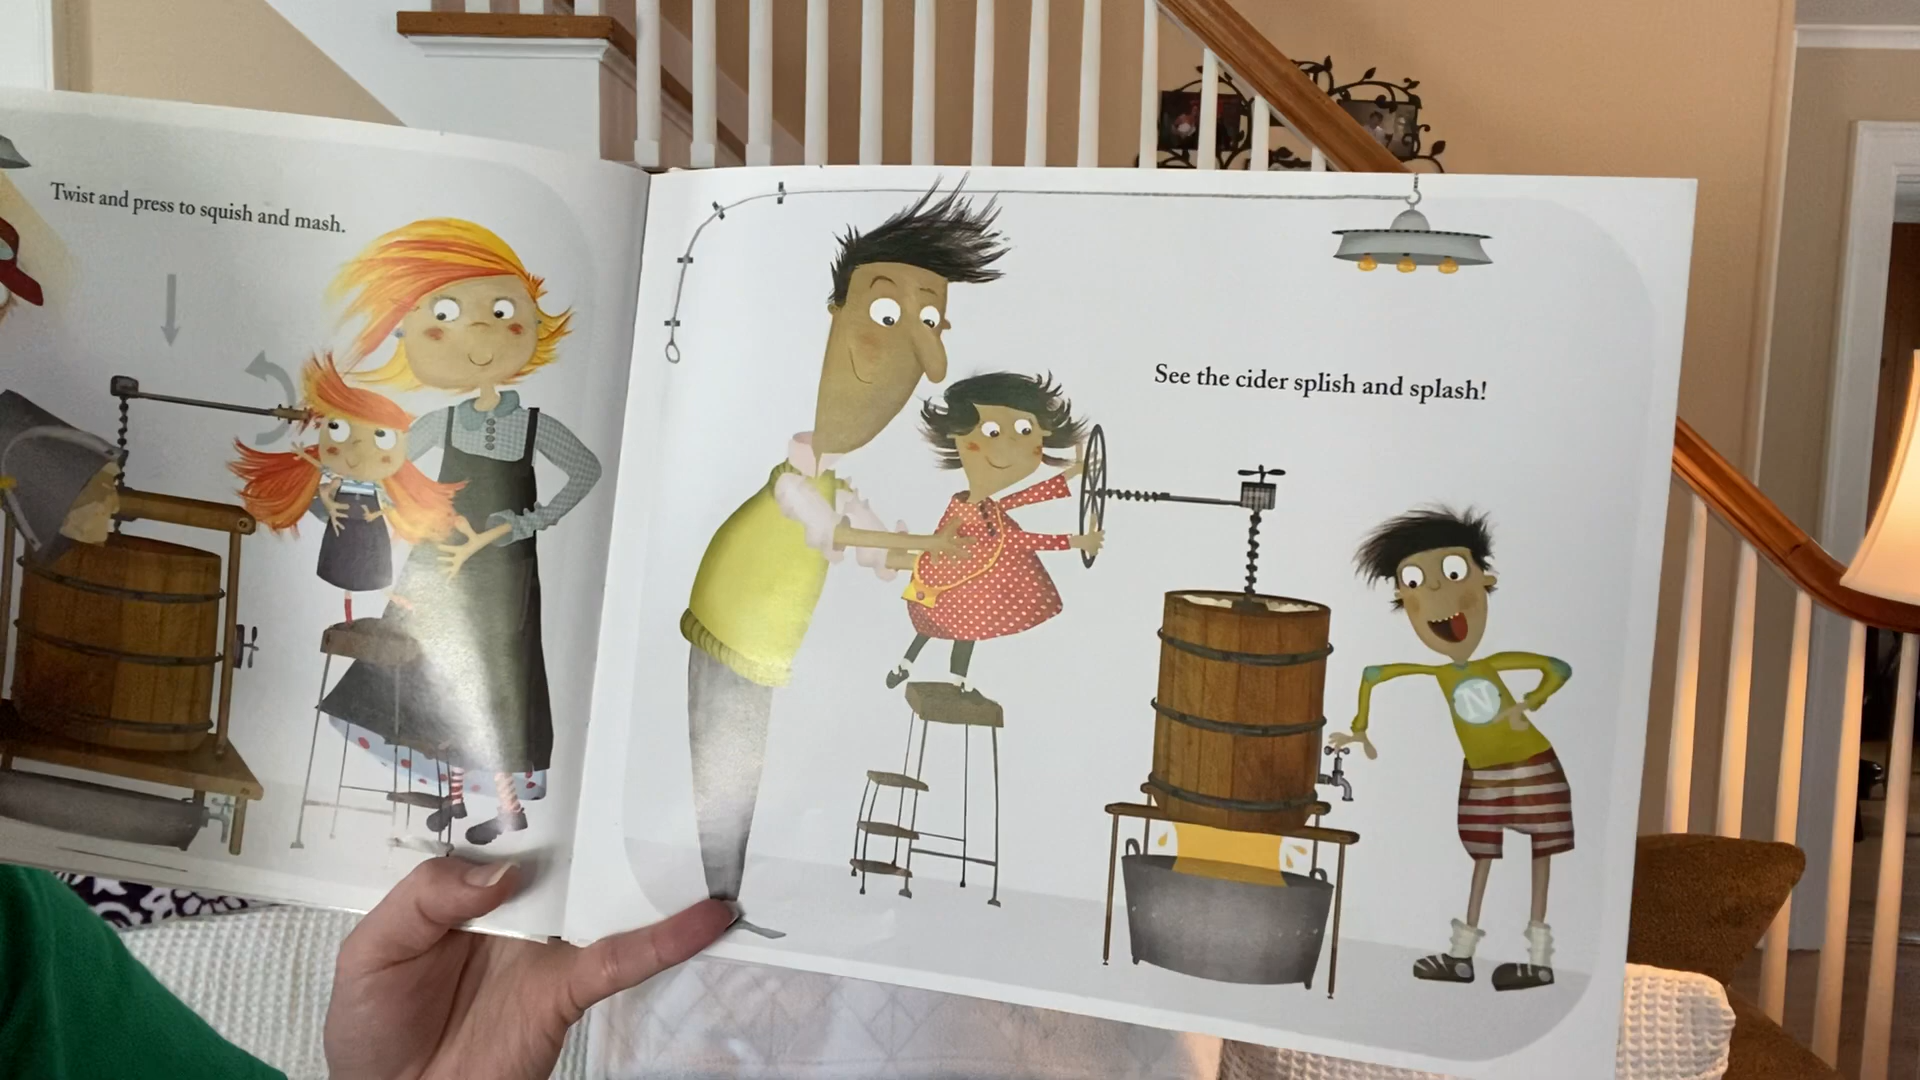 Twist and press to squish and mash.
See the cider splish and splash!
N